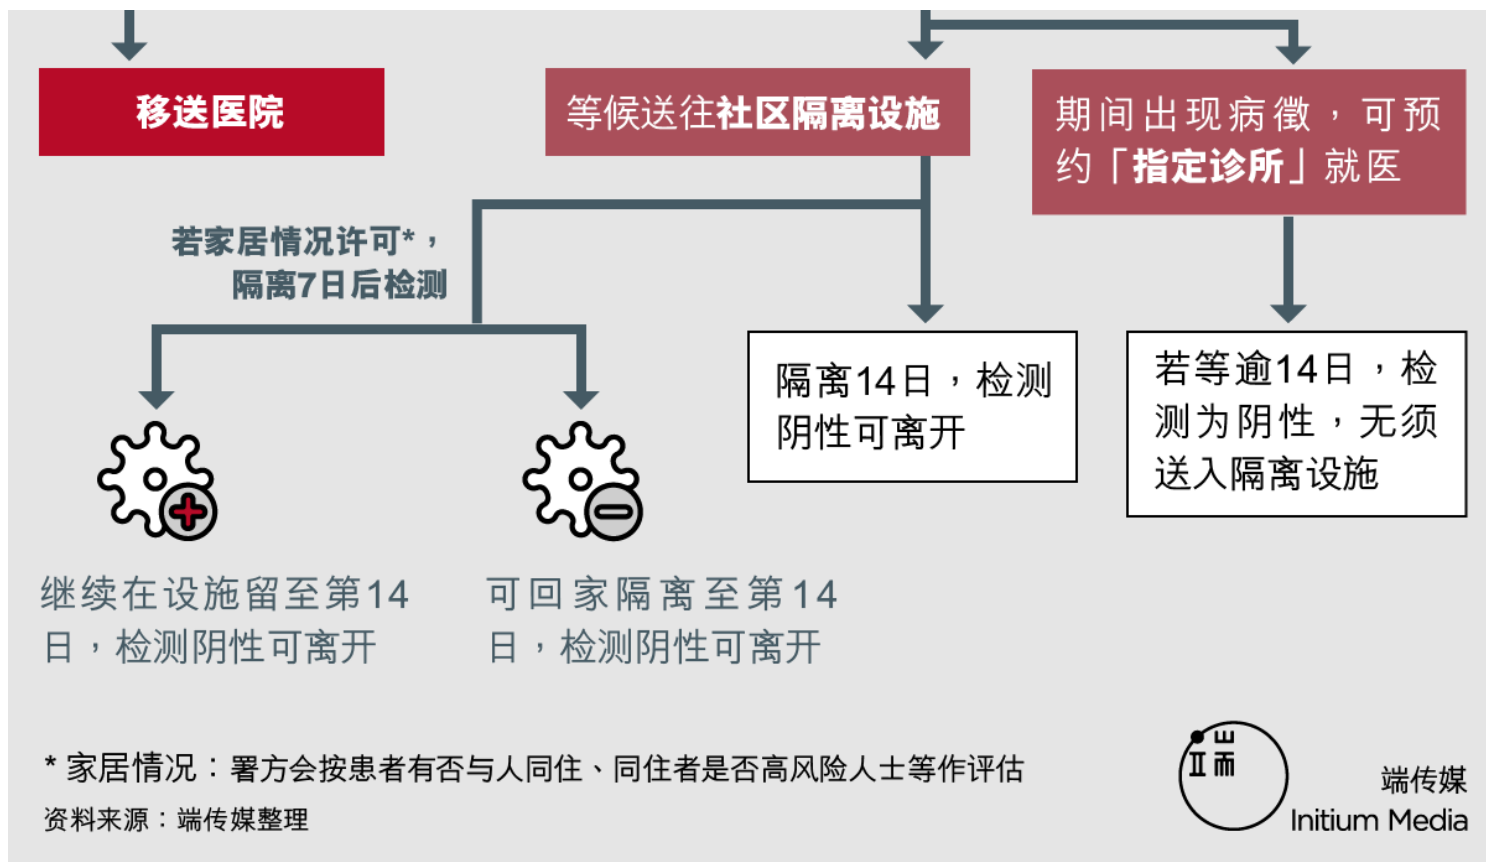 移送医院
等候送往社区隔离设施
期间出现病徵，可预
约「指定诊所」就医
若家居情况许可*，
隔离7日后检测
隔离14日，检测
阴性可离开
若等逾14日，检
测为阴性，无须
送入隔离设施
继续在设施留至第14
日，检测阴性可离开
可回家隔离至第14
日，检测阴性可离开
* 家居情况：署方会按患者有否与人同住、同住者是否高风险人士等作评估
资料来源：端传媒整理
端
端传媒
Initium Media